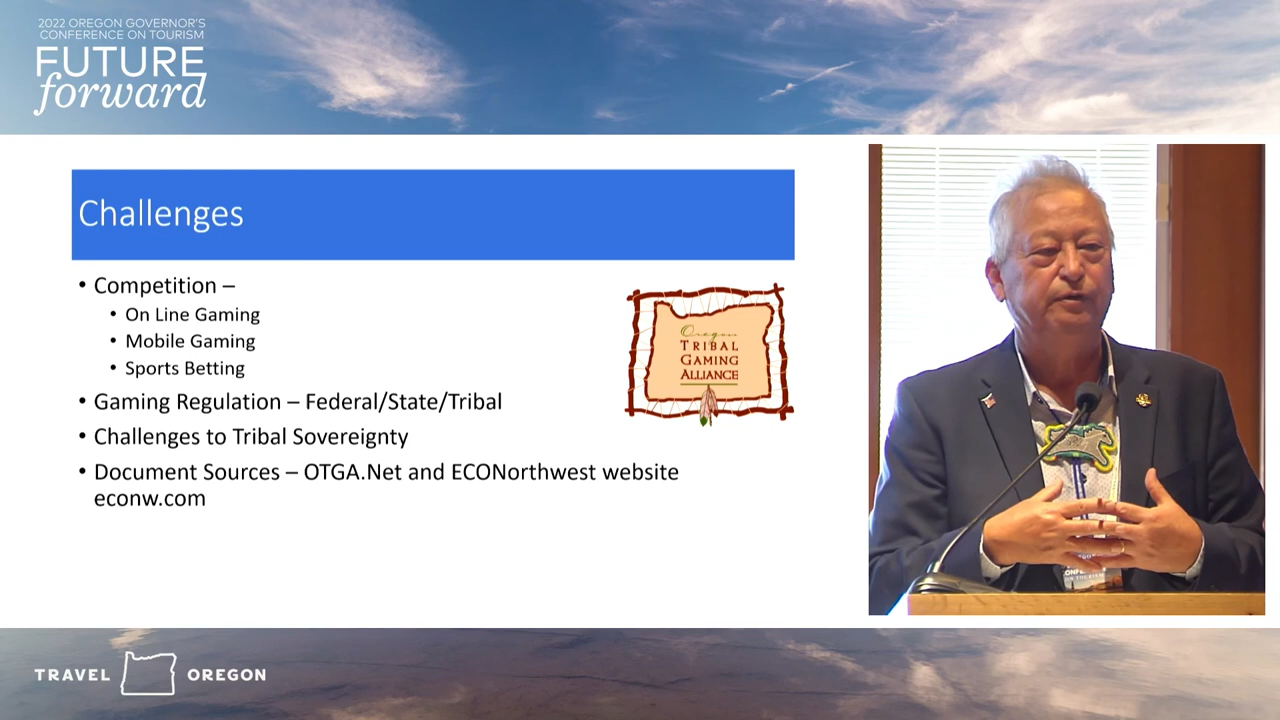 2022 OREGON GOVERNOR'S
CONFERENCE ON TOURISM
FUTURE
forward
Challenges
• Competition –
• On Line Gaming
• Mobile Gaming
• Sports Betting
• Gaming Regulation – Federal/State/Tribal
• Challenges to Tribal Sovereignty
• Document Sources – OTGA.Net and ECONorthwest website
econw.com
Oregon
TRIBAL
GAMING
ALLIANCE
TRAVEL OREGON